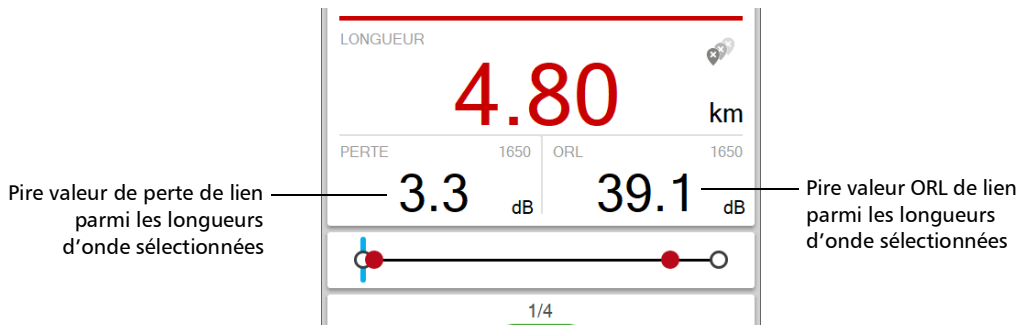 LONGUEUR
4.80
km
PERTE
1650
ORL
1650
3.3
dB
39.1
dB
Pire valeur de perte de lien
parmi les longueurs
d'onde sélectionnées
Pire valeur ORL de lien
parmi les longueurs
d'onde sélectionnées
1/4